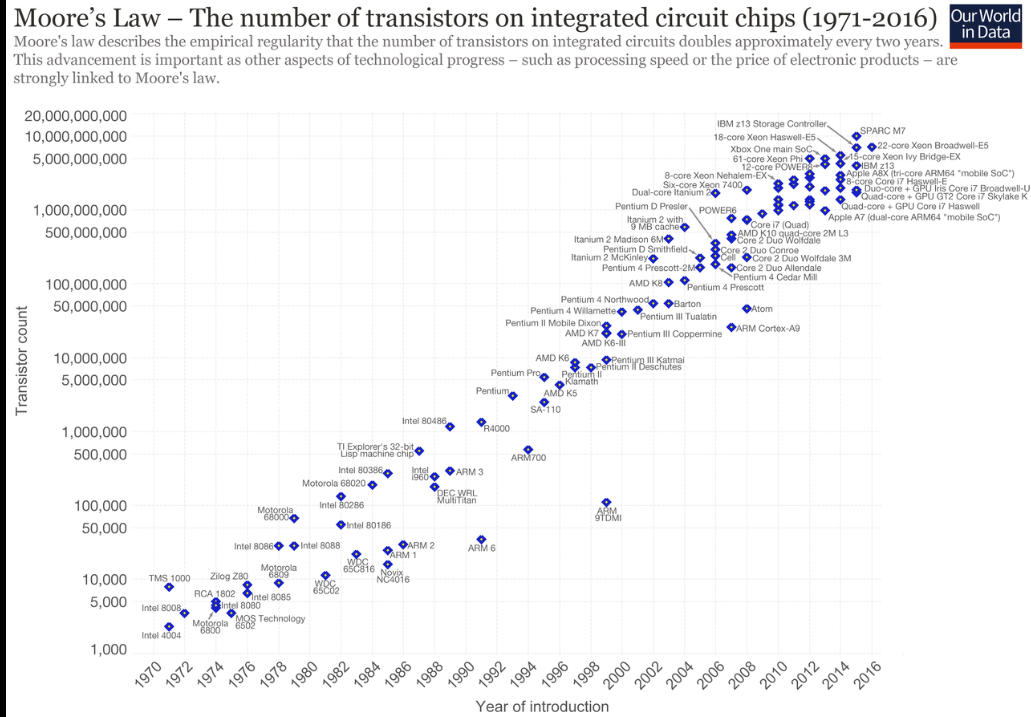 Moore's Law – The number of transistors on integrated circuit chips (1971-2016)
Our World
in Data
Moore's law describes the empirical regularity that the number of transistors on integrated circuits doubles approximately every two years.
This advancement is important as other aspects of technological progress – such as processing speed or the price of electronic products – are
strongly linked to Moore's law.
Transistor count
20,000,000,000
10,000,000,000
5,000,000,000
1,000,000,000
500,000,000
100,000,000
50,000,000
10,000,000
5,000,000
1,000,000
500,000
100,000
50,000
10,000
5,000
1,000
IBM z13 Storage Controller
SPARC M7
18-core Xeon Haswell-E5
22-core Xeon Broadwell-E5
Xbox One main SoC
61-core Xeon Phi
15-core Xeon Ivy Bridge-EX
12-core POWER8
IBM z13
8-core Xeon Nehalem-EX
Apple A8X (tri-core ARM64 "mobile SoC")
Six-core Xeon 7400
8-core Core i7 Haswell-E
Dual-core Itanium 2
Duo-core + GPU Iris Core i7 Broadwell-U
Quad-core + GPU GT2 Core i7 Skylake K
Pentium D Presler
POWER6
Quad-core + GPU Core i7 Haswell
Apple A7 (dual-core ARM64 "mobile SoC")
Itanium 2 with
9 MB cache
Core i7 (Quad)
AMD K10 quad-core 2M L3
Itanium 2 Madison 6M
Core 2 Duo Wolfdale
Pentium D Smithfield
Core 2 Duo Conroe
Itanium 2 McKinley
Cell
Core 2 Duo Wolfdale 3M
Pentium 4 Prescott-2M
Core 2 Duo Allendale
Pentium 4 Cedar Mill
AMD K8
Pentium 4 Prescott
Pentium 4 Northwood
Barton
Pentium 4 Willamette
Pentium III Tualatin
Atom
Pentium II Mobile Dixon
AMD K7
Pentium III Coppermine
ARM Cortex-A9
AMD K6-III
AMD K6
Pentium III Katmai
Pentium II Deschutes
Pentium Pro
Pentium II
Klamath
Pentium
AMD K5
SA-110
Intel 80486
R4000
TI Explorer's 32-bit
Lisp machine chip
ARM700
Intel 80386
Intel
i960
ARM 3
Motorola 68020
DEC WRL
MultiTitan
Intel 80286
ARM
9TDMI
Motorola
68000
Intel 80186
Intel 8086
Intel 8088
ARM 2
ARM 1
ARM 6
WDC
65C816
Novix
NC4016
Motorola
6809
WDC
65C02
TMS 1000
Zilog Z80
RCA 1802
Intel 8085
Intel 8008
Intel 8080
Motorola
6800
MOS Technology
6502
Intel 4004
1970
1972
1974
1976
1978
1980
1982
1984
1986
1988
1990
1992
1994
1996
1998
2000
2002
2004
2006
2008
2010
2012
2014
2016
Year of introduction